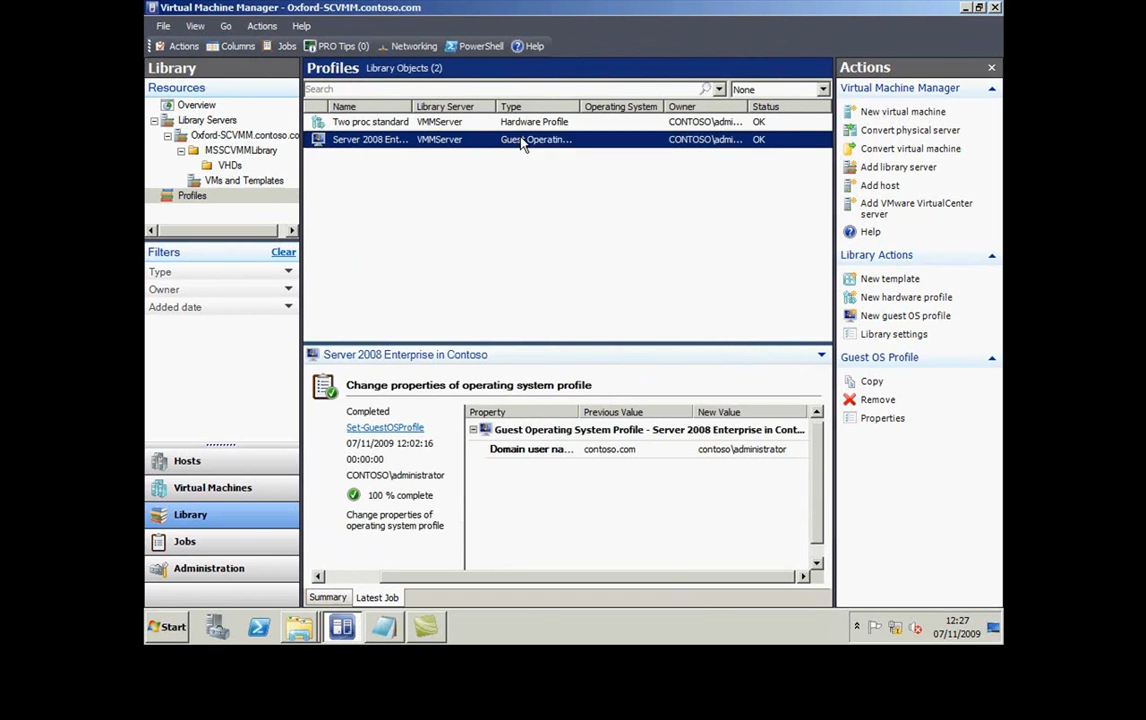 Virtual Machine Manager - Oxford-SCVMM.contoso.com
File View Go Actions Help
Actions Columns Jobs PRO Tips (0) Networking PowerShell Help
Library
Resources
Overview
Library Servers
Oxford-SCVMM.contoso.co
MSSCVMMLibrary
VHDs
VMs and Templates
Profiles
Filters Clear
Type
Owner
Added date
Hosts
Virtual Machines
Library
Jobs
Administration
Profiles Library Objects (2)
Search None
Name Library Server Type Operating System Owner Status
Two proc standard VMMServer Hardware Profile CONTOSO\admi... OK
Server 2008 Ent... VMMServer Guest Operatin... CONTOSO\admi... OK
Server 2008 Enterprise in Contoso
Change properties of operating system profile
Completed
Set-GuestOSProfile
07/11/2009 12:02:16
00:00:00
CONTOSO\administrator
100 % complete
Change properties of
operating system profile
Property Previous Value New Value
Guest Operating System Profile - Server 2008 Enterprise in Cont...
Domain user na... contoso.com contoso\administrator
Summary Latest Job
Actions
Virtual Machine Manager
New virtual machine
Convert physical server
Convert virtual machine
Add library server
Add host
Add VMware VirtualCenter
server
Help
Library Actions
New template
New hardware profile
New guest OS profile
Library settings
Guest OS Profile
Copy
Remove
Properties
Start
12:27
07/11/2009